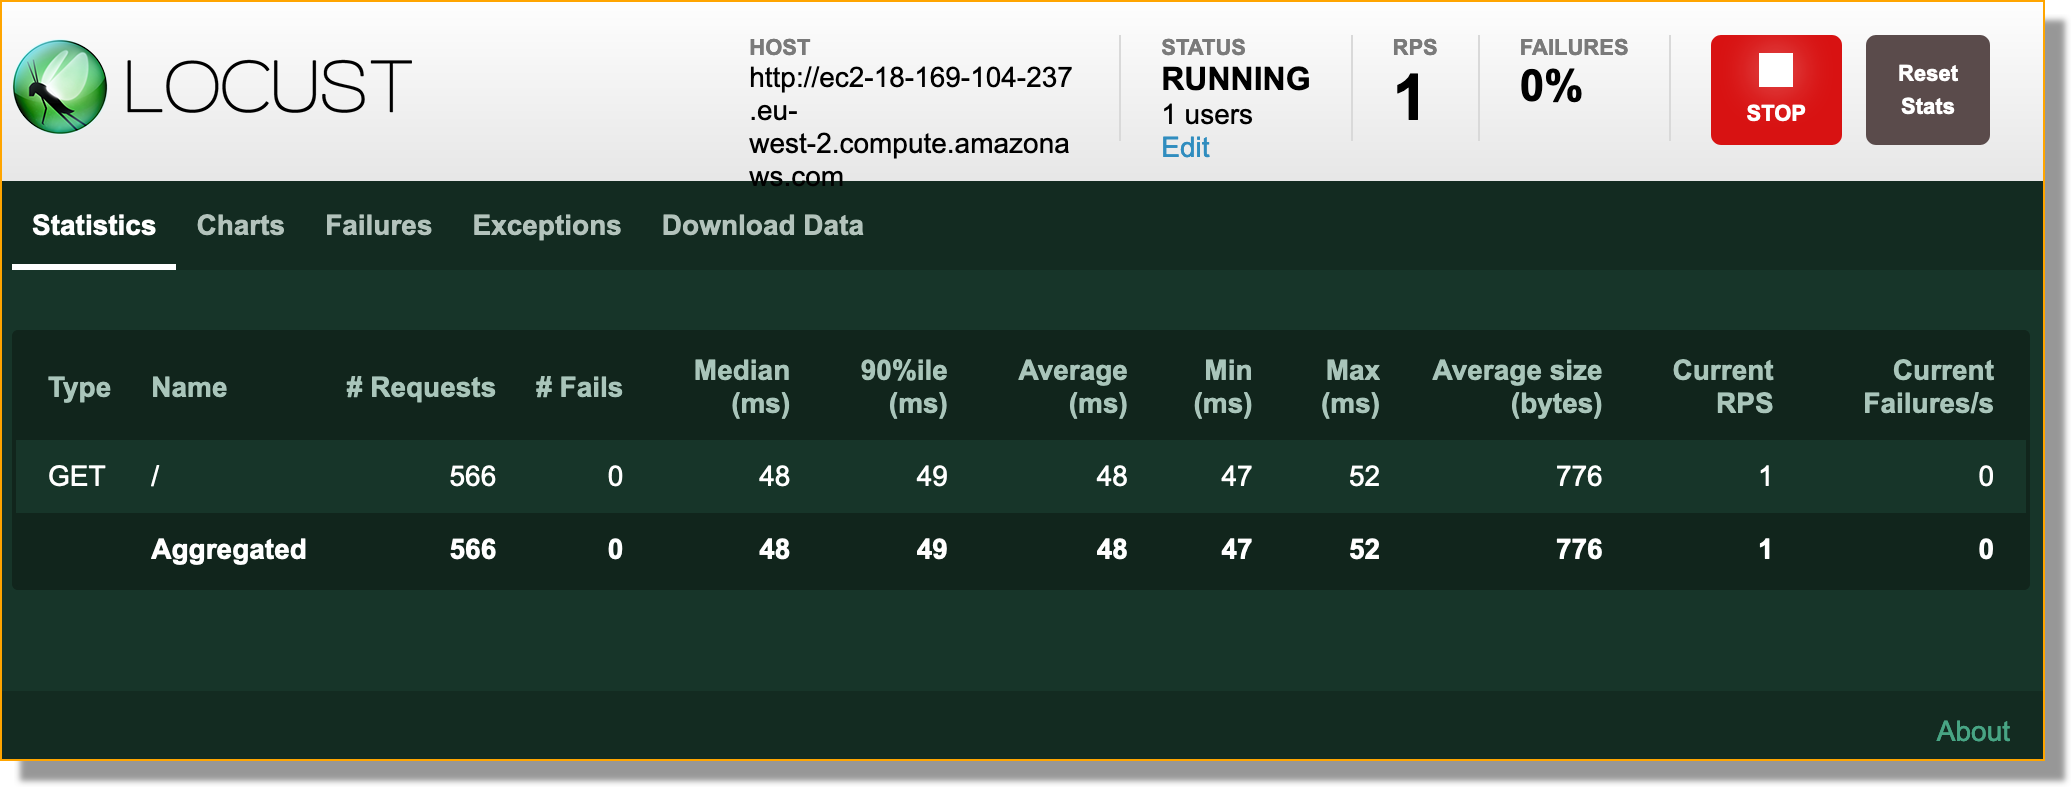 LOCUST
HOST
http://ec2-18-169-104-237
.eu-
west-2.compute.amazona
ws.com
STATUS
RUNNING
1 users
Edit
RPS
1
FAILURES
0%
STOP
Reset
Stats
Statistics Charts Failures Exceptions Download Data
Type Name # Requests # Fails Median (ms) 90%ile (ms) Average (ms) Min (ms) Max (ms) Average size (bytes) Current RPS Current Failures/s
GET / 566 0 48 49 48 47 52 776 1 0
Aggregated 566 0 48 49 48 47 52 776 1 0
About